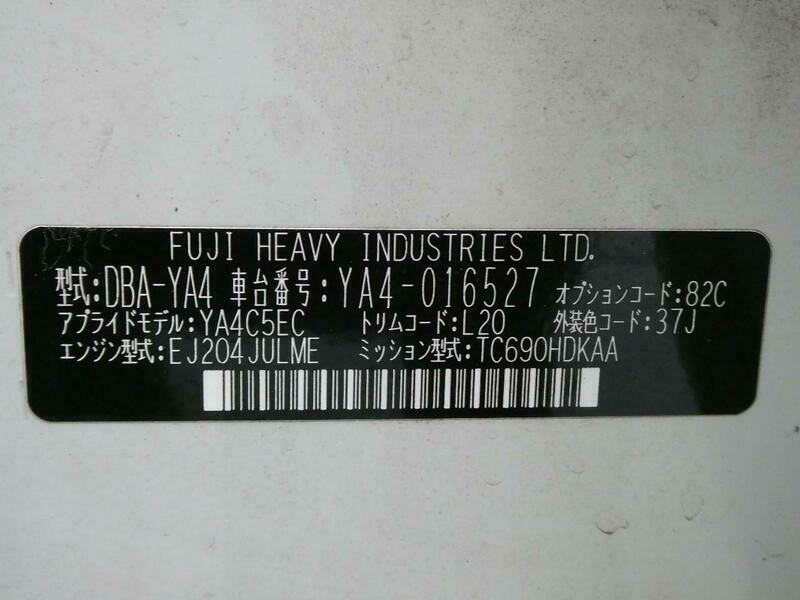 FUJI HEAVY INDUSTRIES LTD.
型式:DBA-YA4 車台番号:YA4-016527 オプションコード:82C
アプライドモデル:YA4C5EC トリムコード:L20 外装色コード:37J
エンジン型式:EJ204JULME ミッション型式:TC690HDKAA